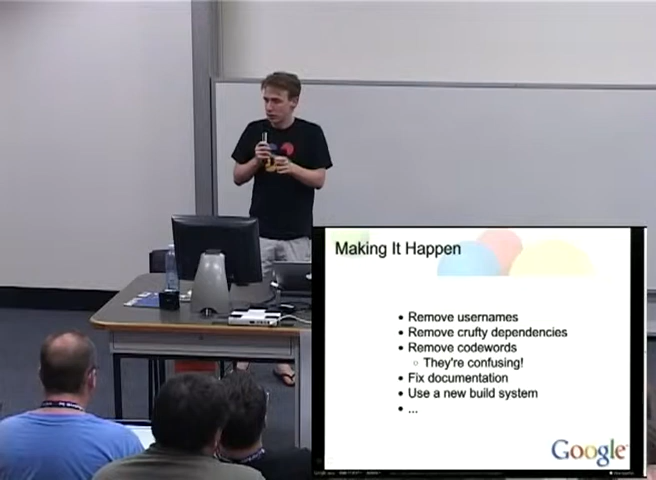 Making It Happen
• Remove usernames
• Remove crufty dependencies
• Remove codewords
○ They're confusing!
• Fix documentation
• Use a new build system
• ...
Google